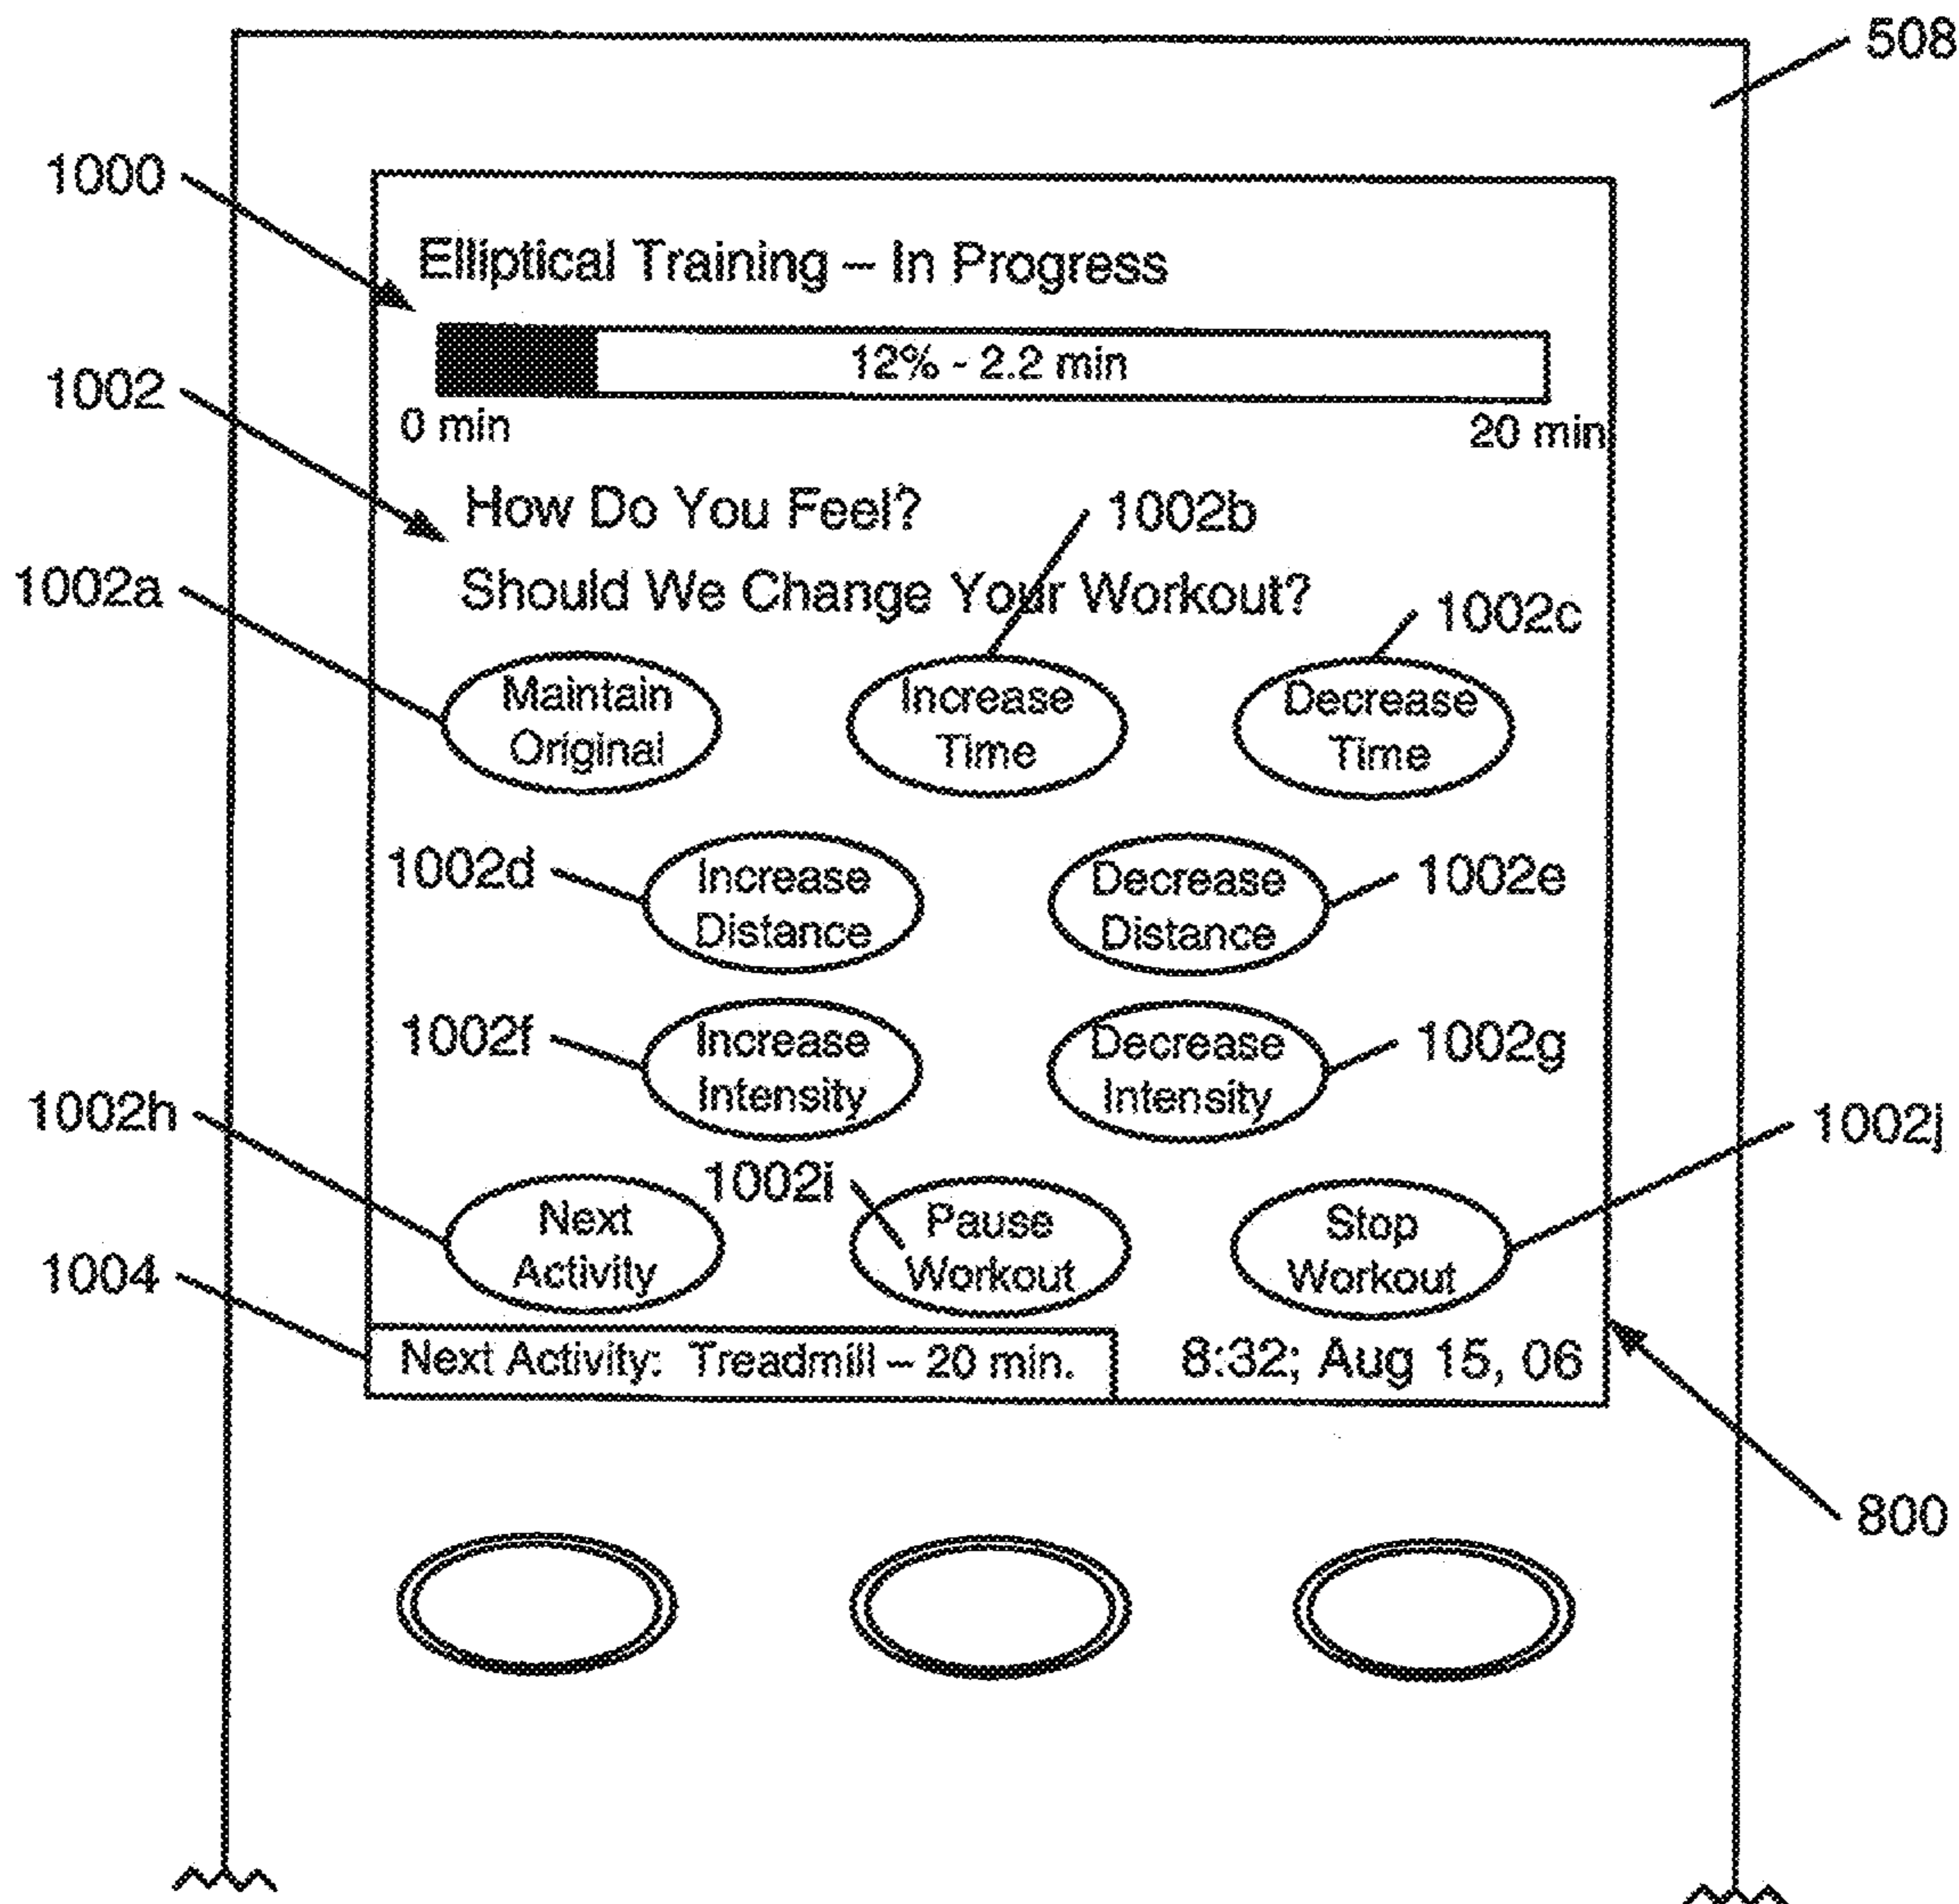 508
1000
Elliptical Training – In Progress
12% - 2.2 min
1002
0 min 20 min
How Do You Feel?
1002b
1002a
Should We Change Your Workout?
1002c
Maintain Original
Increase Time
Decrease Time
1002d
Increase Distance
Decrease Distance
1002e
1002f
Increase Intensity
Decrease Intensity
1002g
1002h
1002i
1002j
Next Activity
Pause Workout
Stop Workout
1004
Next Activity: Treadmill – 20 min.
8:32; Aug 15, 06
800